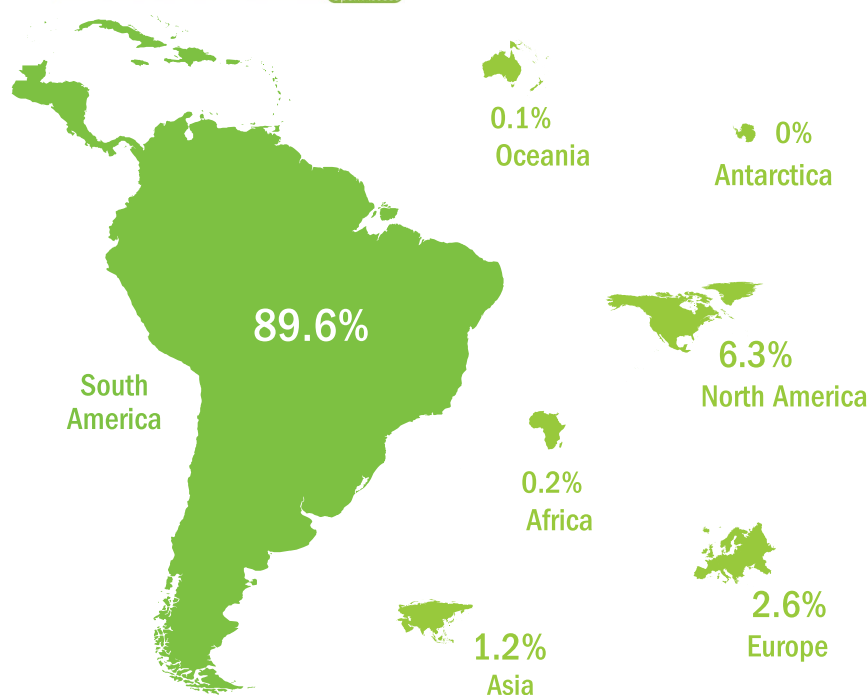 0.1%
Oceania
0%
Antarctica
89.6%
6.3%
North America
South
America
0.2%
Africa
2.6%
Europe
1.2%
Asia